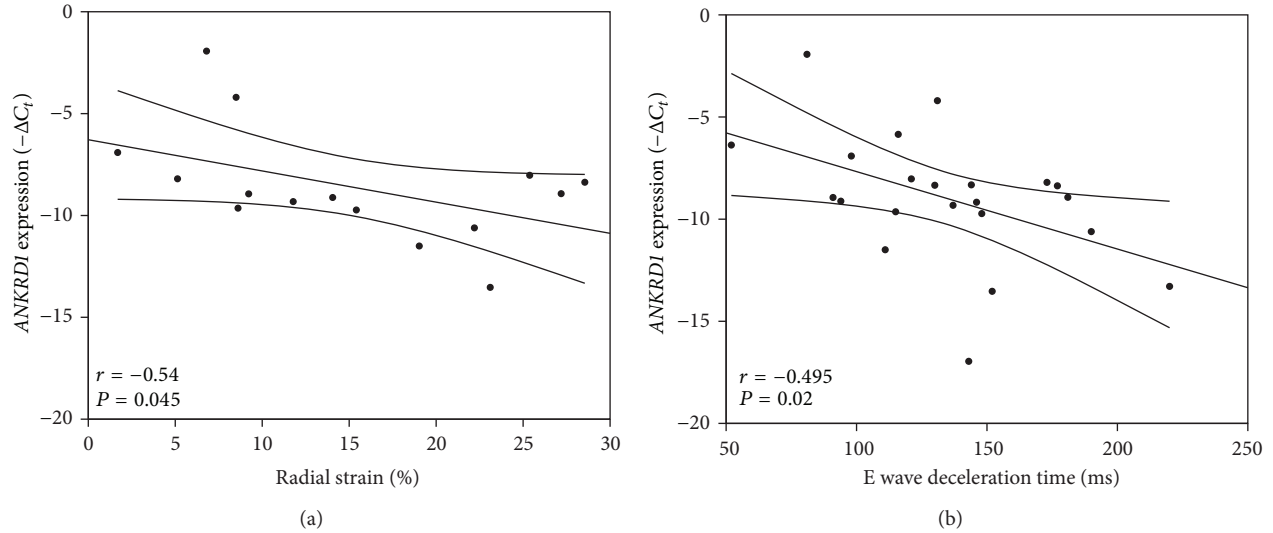 0
−5
−10
−15
−20
ANKRD1 expression (−ΔCt)
r = −0.54
P = 0.045
0 5 10 15 20 25 30
Radial strain (%)
(a)
0
−5
−10
−15
−20
ANKRD1 expression (−ΔCt)
r = −0.495
P = 0.02
50 100 150 200 250
E wave deceleration time (ms)
(b)